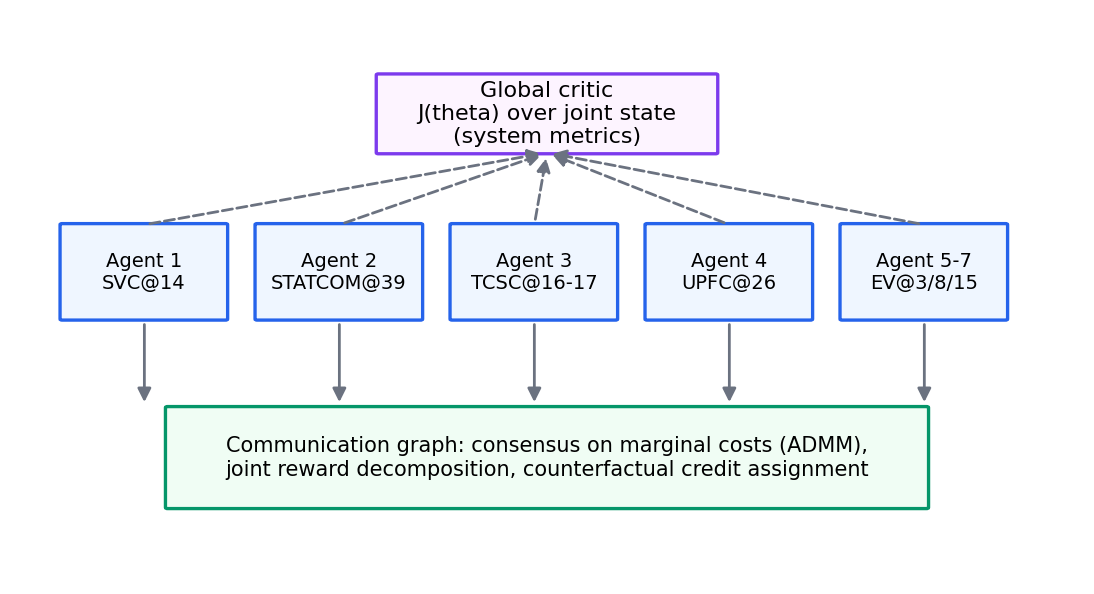 Global critic
J(theta) over joint state
(system metrics)
Agent 1
SVC@14
Agent 2
STATCOM@39
Agent 3
TCSC@16-17
Agent 4
UPFC@26
Agent 5-7
EV@3/8/15
Communication graph: consensus on marginal costs (ADMM),
joint reward decomposition, counterfactual credit assignment